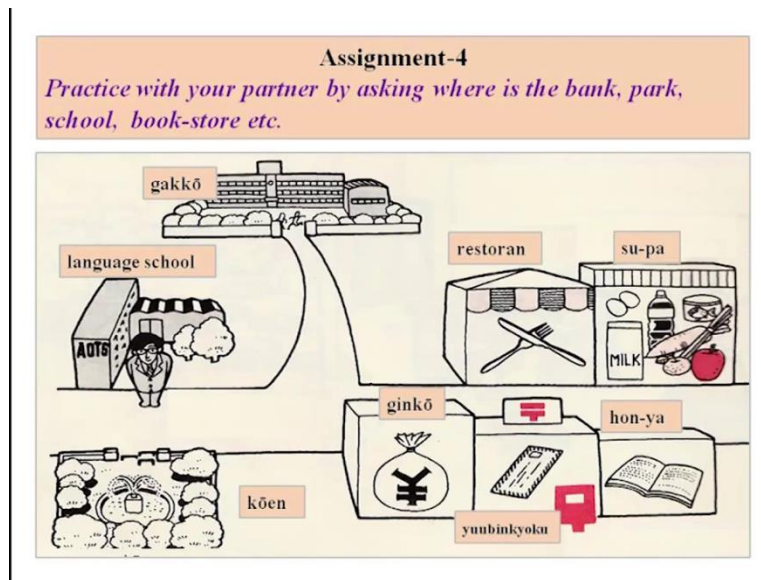 Assignment-4
Practice with your partner by asking where is the bank, park,
school, book-store etc.
gakkō
language school
restoran
su-pa
AOTS
MILK
ginkō
〒
hon-ya
¥
kōen
yuubinkyoku